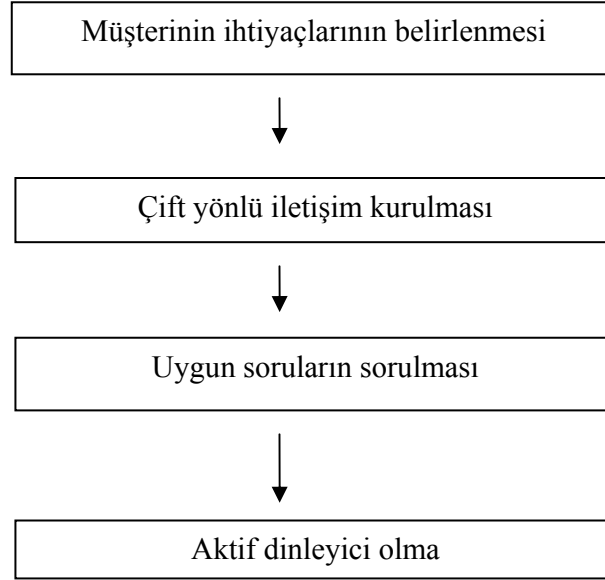 Müşterinin ihtiyaçlarının belirlenmesi
Çift yönlü iletişim kurulması
Uygun soruların sorulması
Aktif dinleyici olma